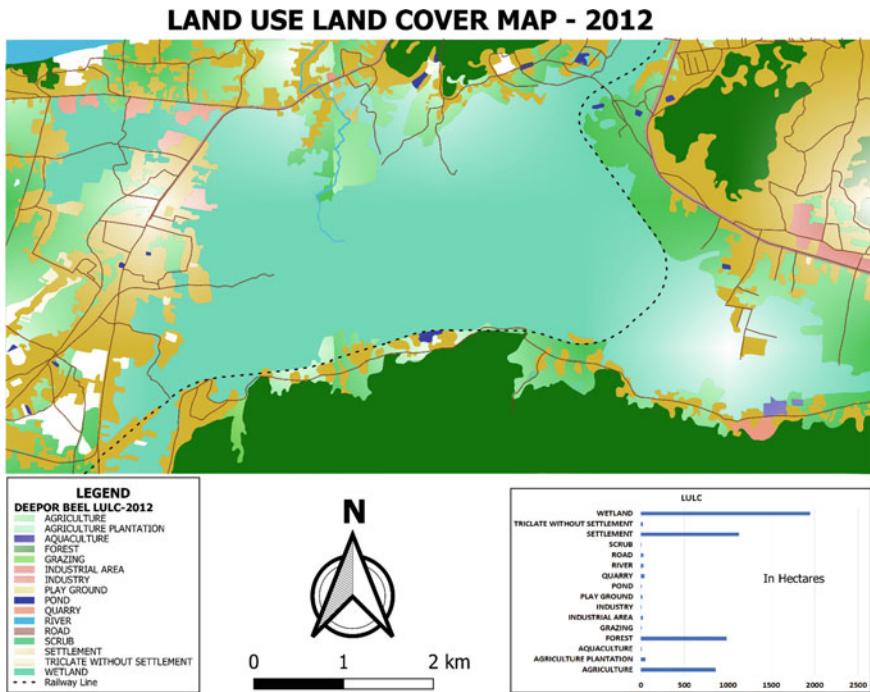 LAND USE LAND COVER MAP - 2012
LEGEND
DEEPOR BEEL LULC-2012
AGRICULTURE
AGRICULTURE PLANTATION
AQUACULTURE
FOREST
GRAZING
INDUSTRIAL AREA
INDUSTRY
PLAY GROUND
POND
QUARRY
RIVER
ROAD
SCRUB
SETTLEMENT
TRICLATE WITHOUT SETTLEMENT
WETLAND
Railway Line
N
0 1 2 km
LULC
WETLAND
TRICLATE WITHOUT SETTLEMENT
SETTLEMENT
SCRUB
ROAD
RIVER
QUARRY
POND
PLAY GROUND
INDUSTRY
INDUSTRIAL AREA
GRAZING
FOREST
AQUACULTURE
AGRICULTURE PLANTATION
AGRICULTURE
In Hectares
0 500 1000 1500 2000 2500